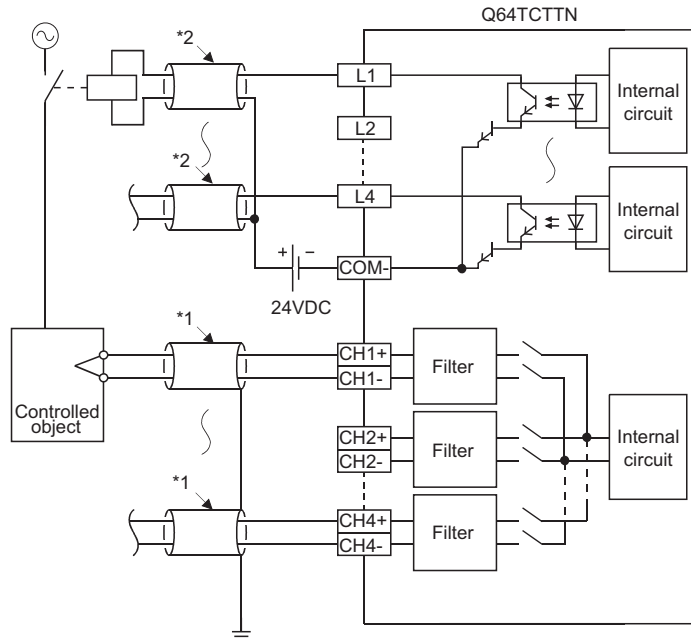 Q64TCTTN
*2
L1
Internal
circuit
L2
*2
L4
Internal
circuit
+ −
COM-
24VDC
*1
CH1+
CH1-
Filter
Controlled
object
CH2+
CH2-
Filter
Internal
circuit
*1
CH4+
CH4-
Filter